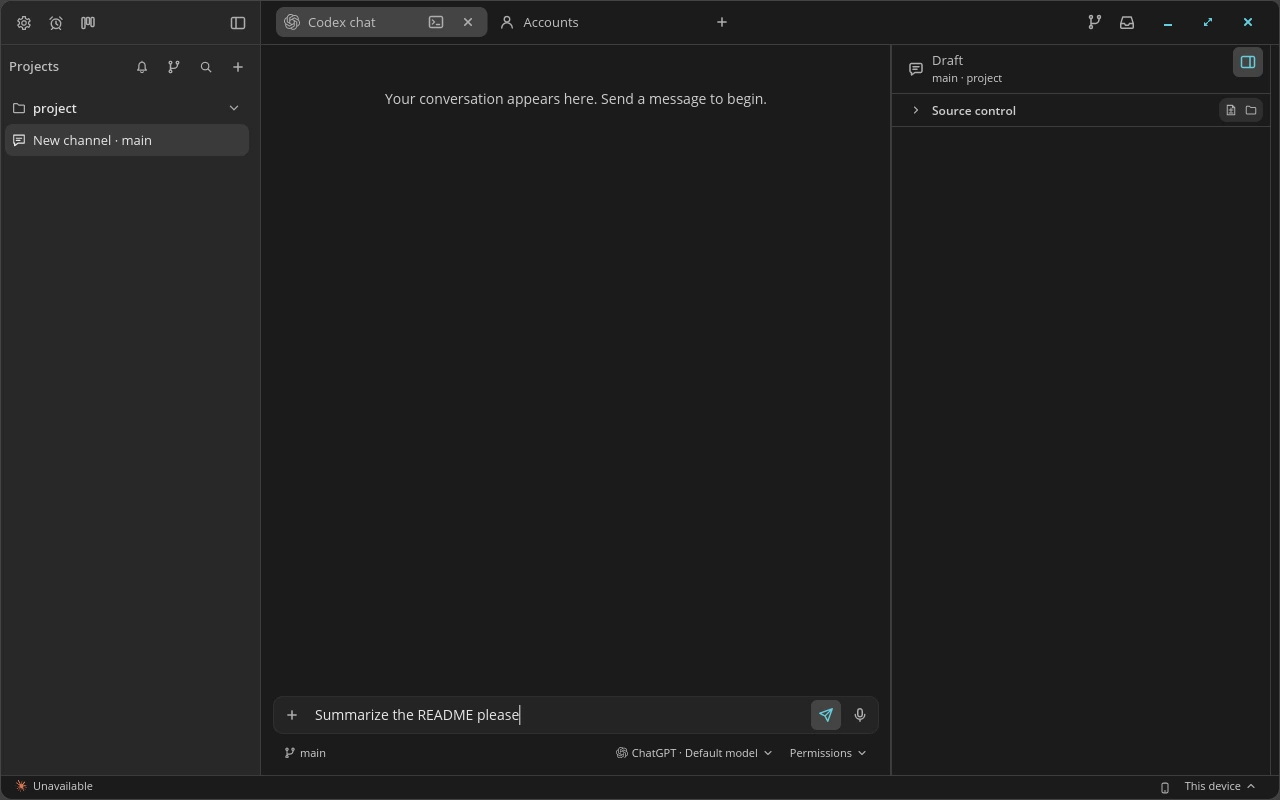 Codex chat
Accounts
Projects
project
New channel · main
Your conversation appears here. Send a message to begin.
Draft
main · project
Source control
Summarize the README please
main
ChatGPT · Default model
Permissions
Unavailable
This device